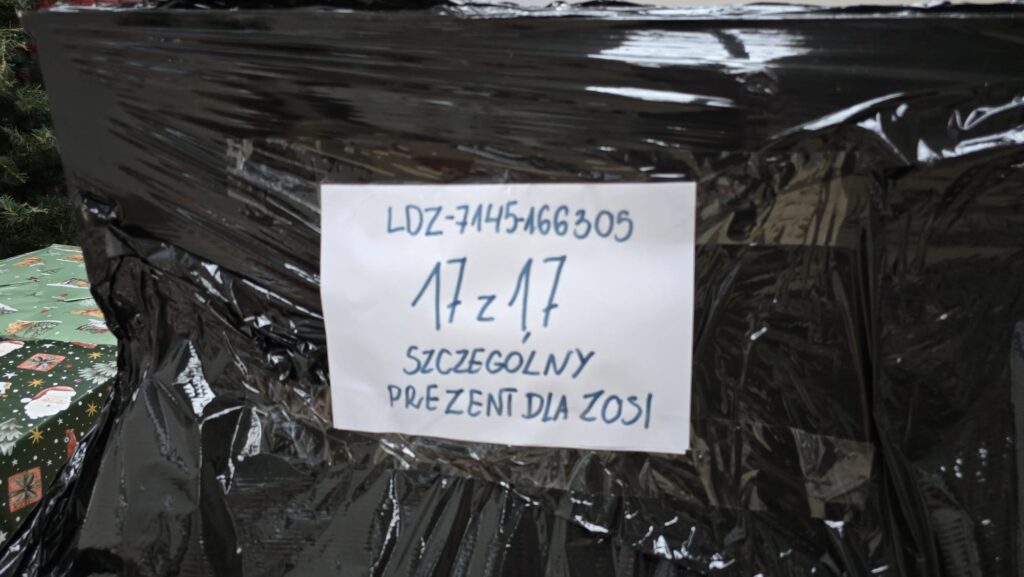 LDZ-7145-166305
17 z 17
SZCZEGÓLNY
PREZENT DLA ZOSI